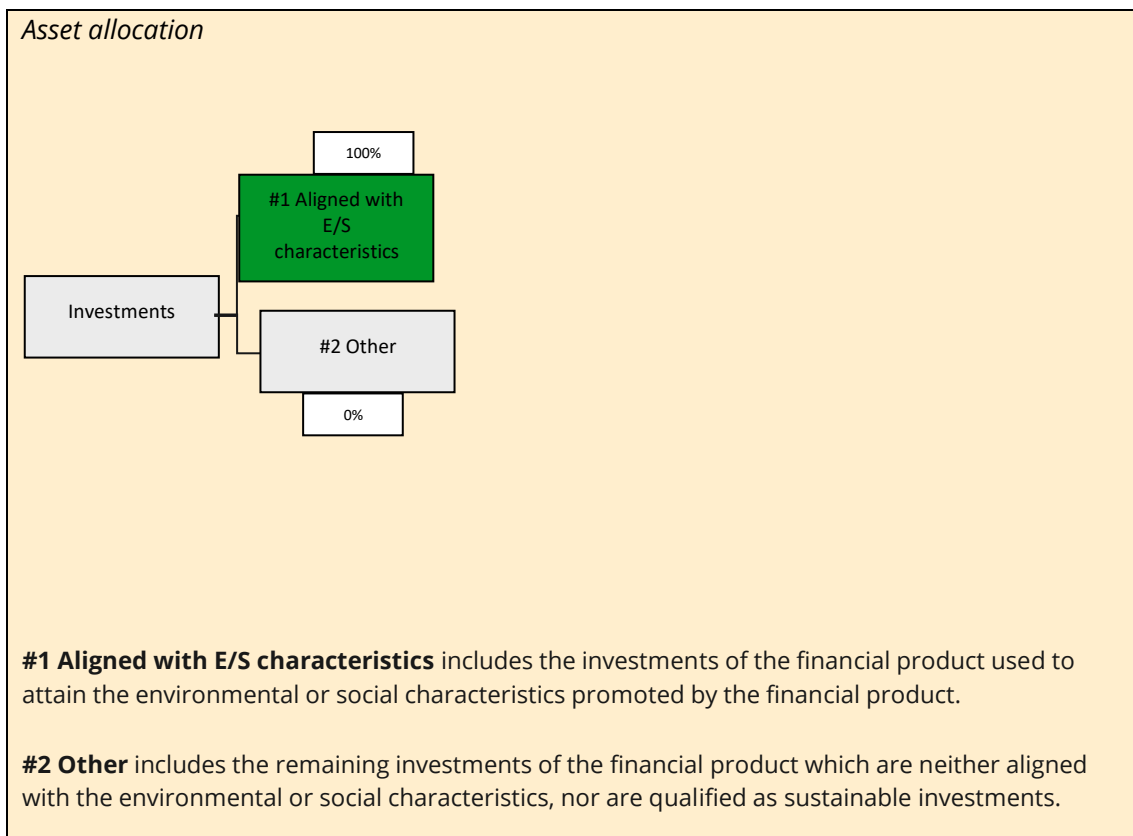 Asset allocation
100%
#1 Aligned with
E/S
characteristics
Investments
#2 Other
0%
#1 Aligned with E/S characteristics includes the investments of the financial product used to
attain the environmental or social characteristics promoted by the financial product.
#2 Other includes the remaining investments of the financial product which are neither aligned
with the environmental or social characteristics, nor are qualified as sustainable investments.